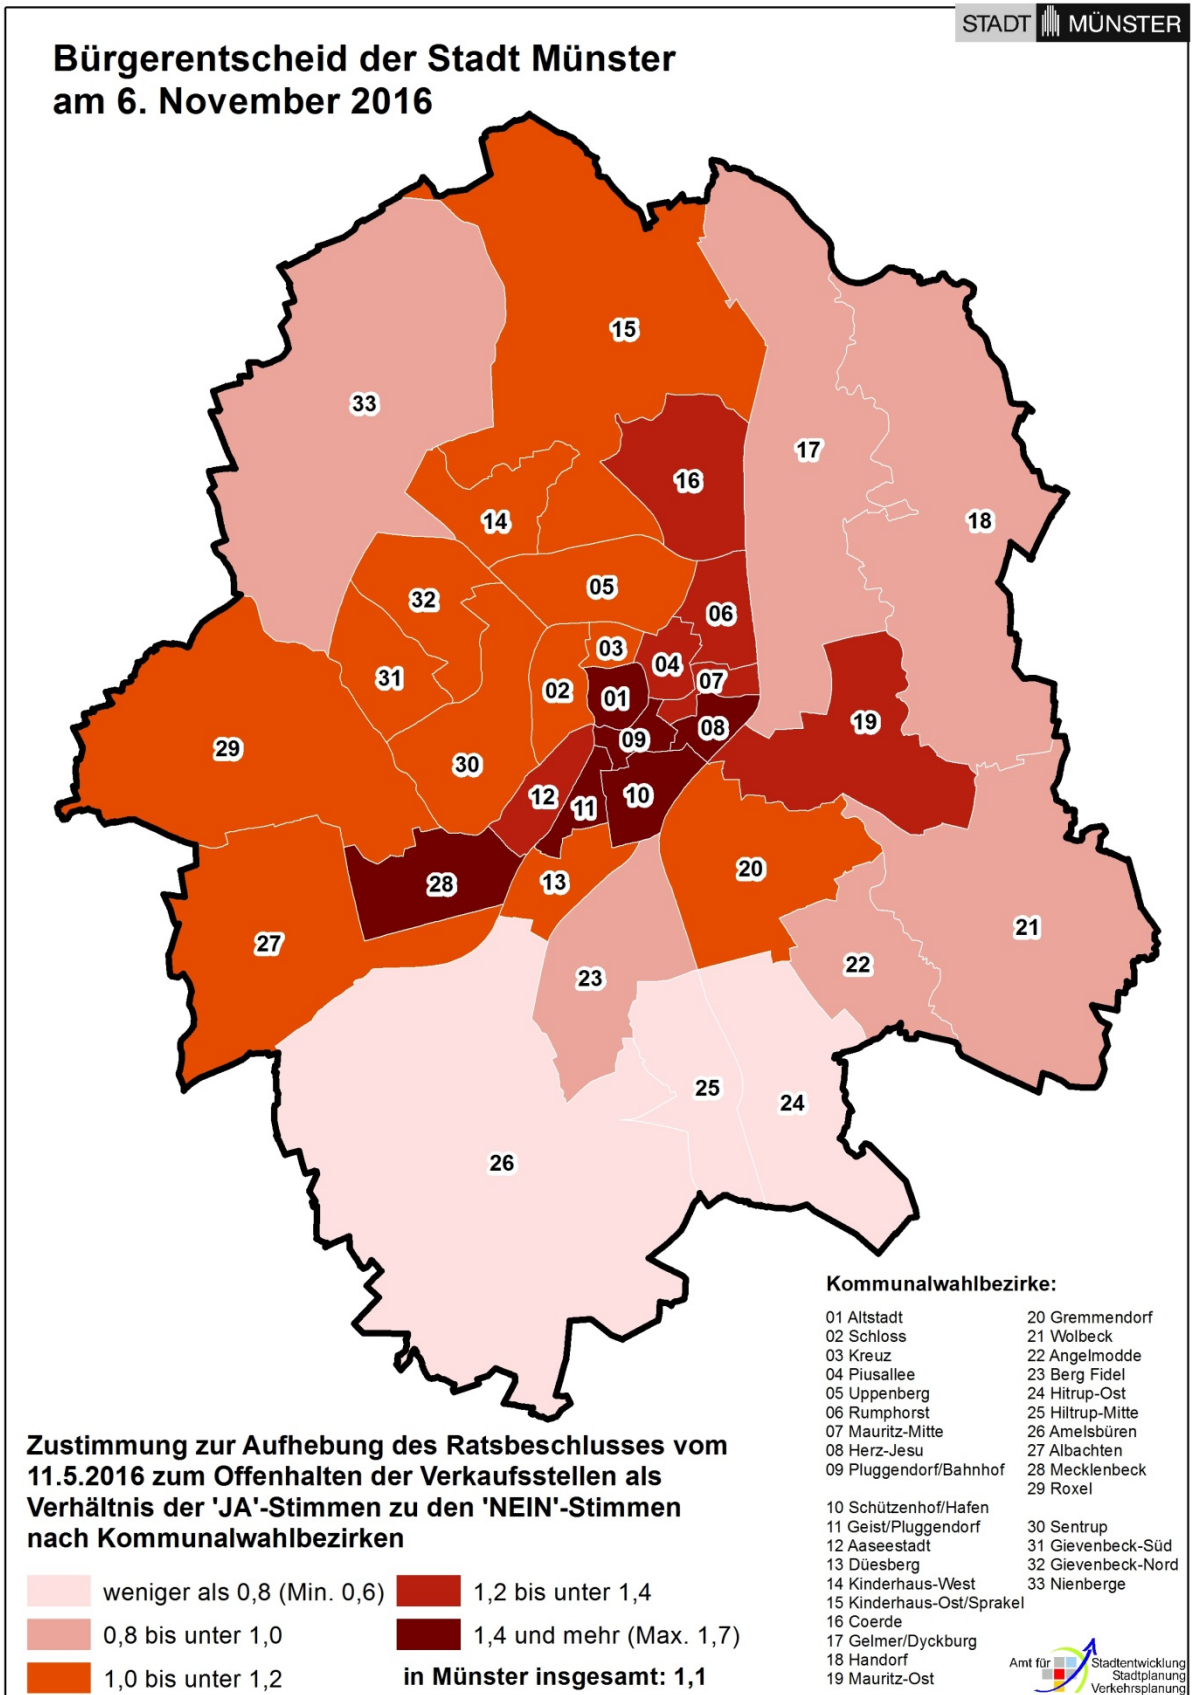 STADT MÜNSTER
Bürgerentscheid der Stadt Münster
am 6. November 2016
15
33
17
16
18
14
05
32
06
03
04
31
07
02
01
19
08
29
09
30
12
10
11
20
28
13
21
27
22
23
25
24
26
Kommunalwahlbezirke:
01 Altstadt
02 Schloss
03 Kreuz
04 Piusallee
05 Uppenberg
06 Rumphorst
07 Mauritz-Mitte
08 Herz-Jesu
09 Pluggendorf/Bahnhof
10 Schützenhof/Hafen
11 Geist/Pluggendorf
12 Aaseestadt
13 Düesberg
14 Kinderhaus-West
15 Kinderhaus-Ost/Sprakel
16 Coerde
17 Gelmer/Dyckburg
18 Handorf
19 Mauritz-Ost
20 Gremmendorf
21 Wolbeck
22 Angelmodde
23 Berg Fidel
24 Hitrup-Ost
25 Hiltrup-Mitte
26 Amelsbüren
27 Albachten
28 Mecklenbeck
29 Roxel
30 Sentrup
31 Gievenbeck-Süd
32 Gievenbeck-Nord
33 Nienberge
Zustimmung zur Aufhebung des Ratsbeschlusses vom
11.5.2016 zum Offenhalten der Verkaufsstellen als
Verhältnis der 'JA'-Stimmen zu den 'NEIN'-Stimmen
nach Kommunalwahlbezirken
weniger als 0,8 (Min. 0,6)
0,8 bis unter 1,0
1,0 bis unter 1,2
1,2 bis unter 1,4
1,4 und mehr (Max. 1,7)
in Münster insgesamt: 1,1
Amt für Stadtentwicklung
Stadtplanung
Verkehrsplanung